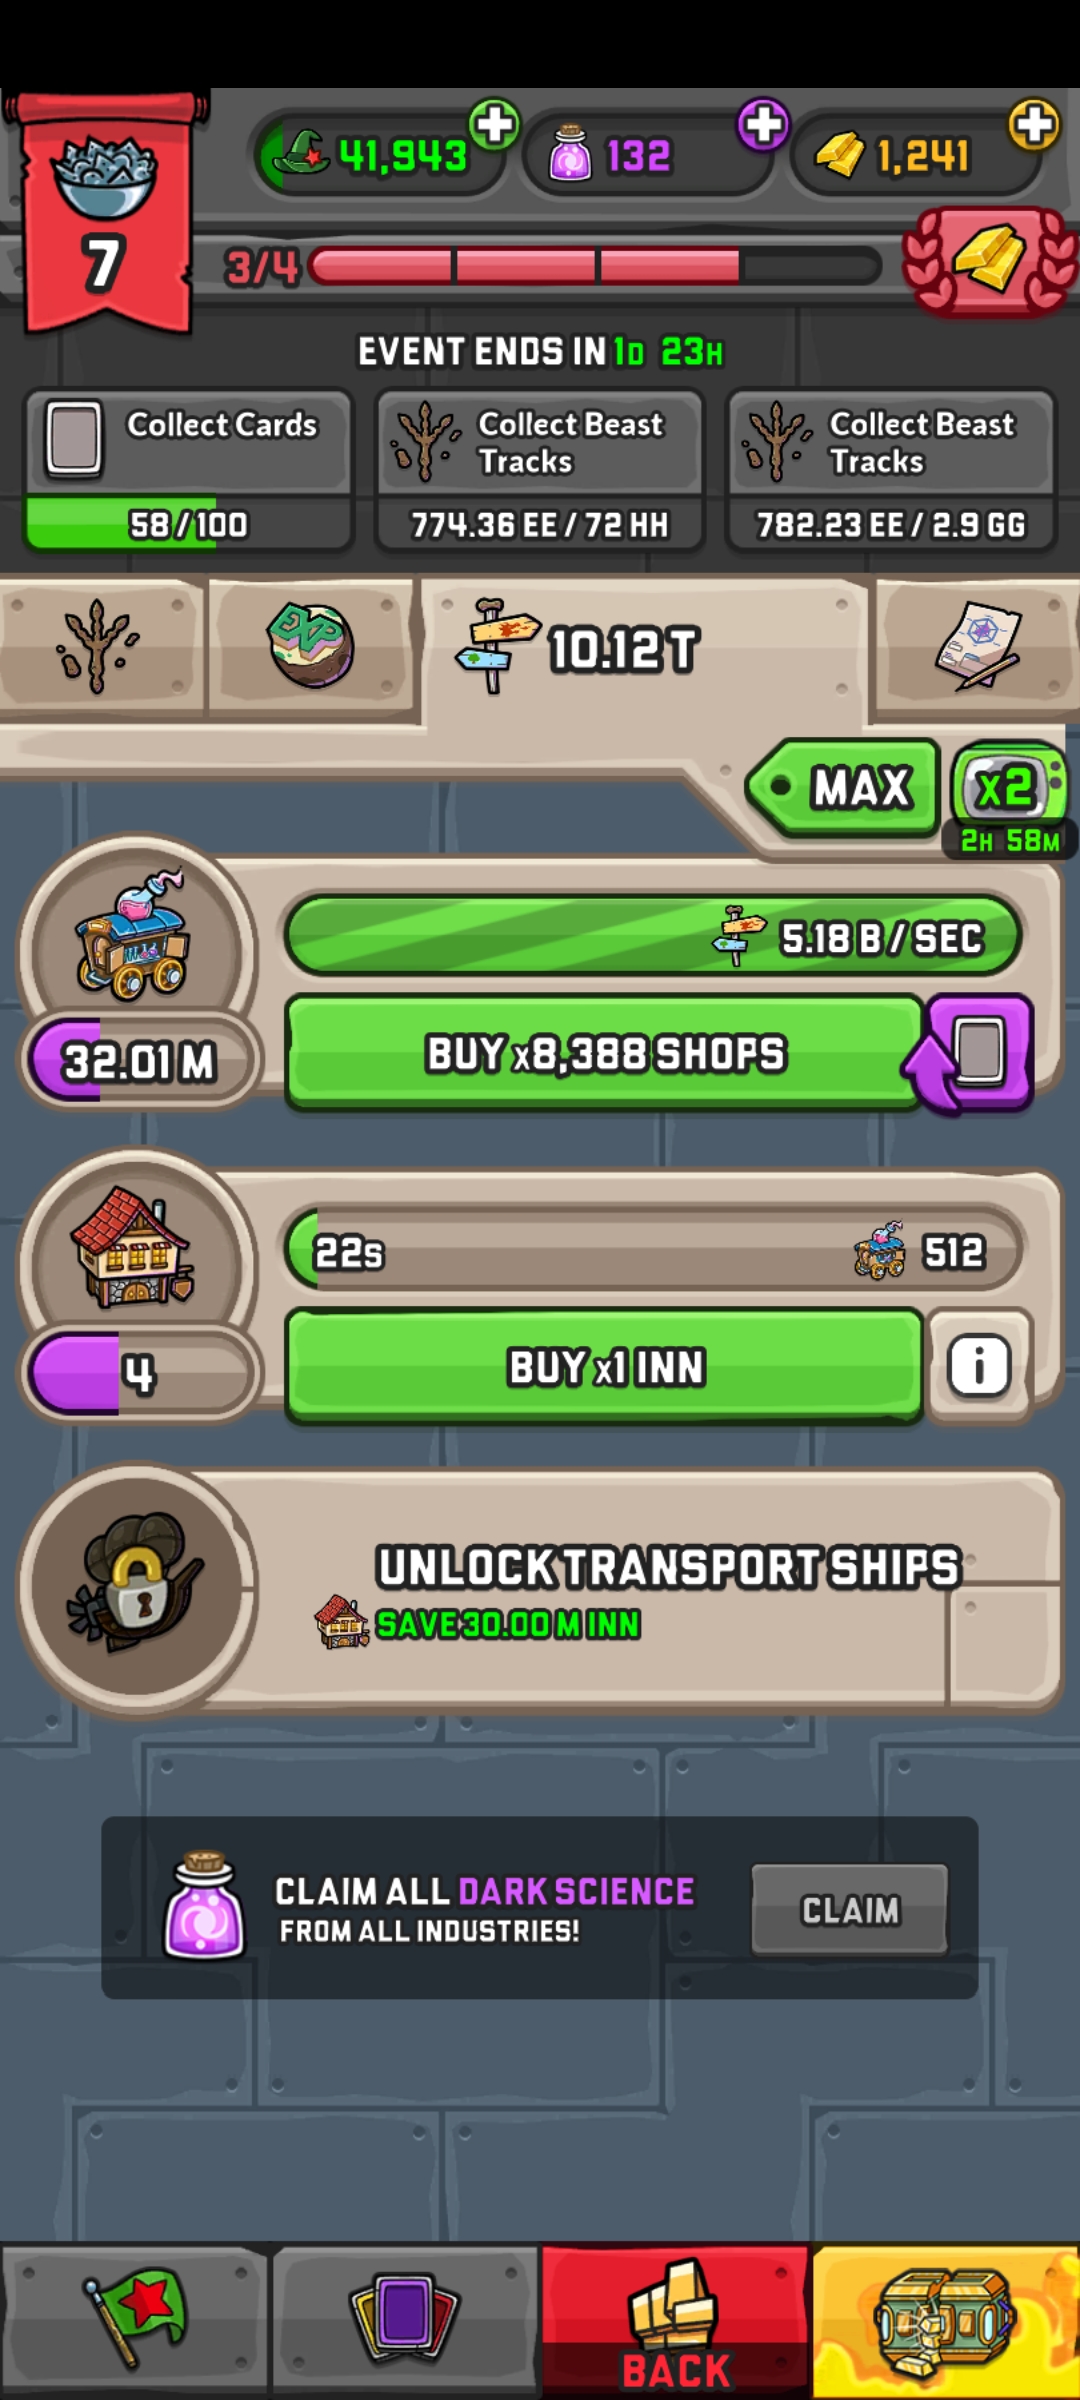 41,943
132
1,241
7
3/4
EVENT ENDS IN 1D 23H
Collect Cards
58 / 100
Collect Beast
Tracks
774.36 EE / 72 HH
Collect Beast
Tracks
782.23 EE / 2.9 GG
EXP
10.12 T
MAX
x2
2H 58M
5.18 B / SEC
32.01 M
BUY x8,388 SHOPS
22s
512
4
BUY x1 INN
i
UNLOCK TRANSPORT SHIPS
SAVE 30.00 M INN
CLAIM ALL DARK SCIENCE
FROM ALL INDUSTRIES!
CLAIM
BACK